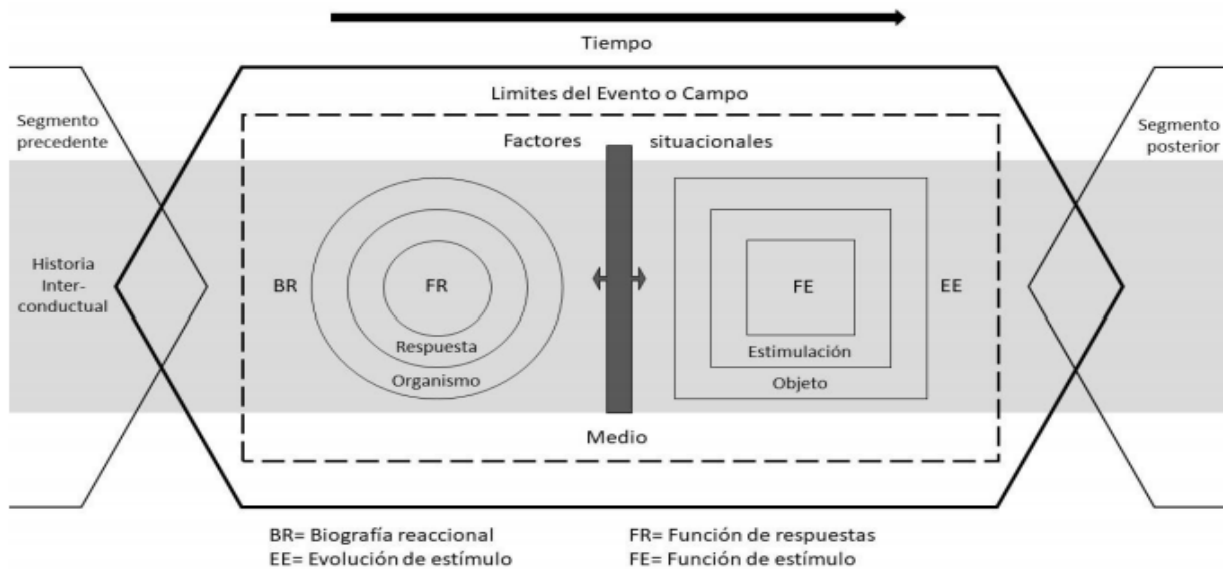 Tiempo
Limites del Evento o Campo
Segmento
precedente
Factores situacionales
Segmento
posterior
Historia
Inter-
conductual
BR
FR
FE
EE
Respuesta
Organismo
Estimulación
Objeto
Medio
BR= Biografía reaccional
FR= Función de respuestas
EE= Evolución de estímulo
FE= Función de estímulo